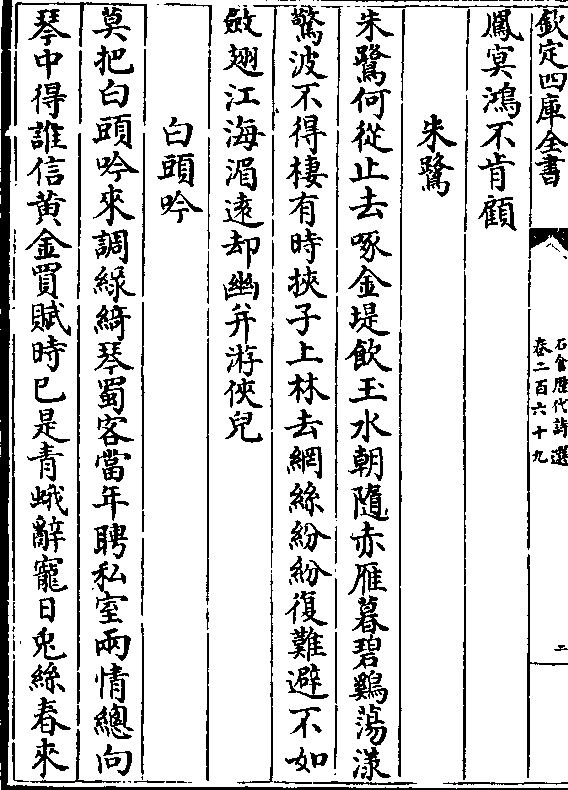 欽定四庫全書
石倉歷代詩選
卷二百六十九
二
鳳㝠鴻不肯顧
朱鷺
朱鷺何從止去啄金堤飲玉水朝隨赤雁暮碧鷄蕩漾
驚波不得棲有時挾子上林去網絲紛紛復難避不如
斂翅江海湄遠却幽并游俠兒
白頭吟
莫把白頭吟來調綠綺琴蜀客當年聘私室兩情總向
琴中得誰信黄金買賦時已是青蛾辭寵日兎絲春來